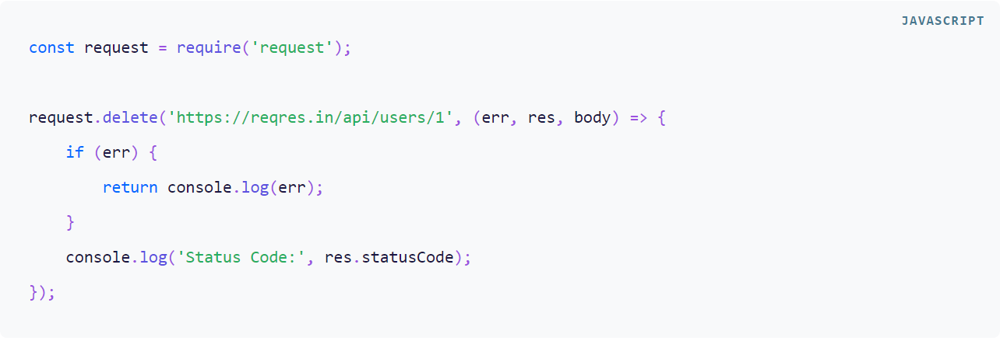 JAVASCRIPT
const request = require('request');
request.delete('https://reqres.in/api/users/1', (err, res, body) => {
    if (err) {
        return console.log(err);
    }
    console.log('Status Code:', res.statusCode);
});